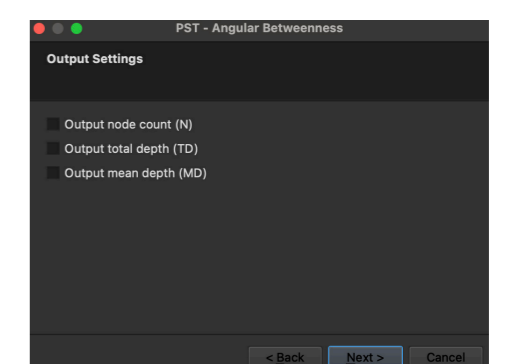 PST - Angular Betweenness
Output Settings
Output node count (N)
Output total depth (TD)
Output mean depth (MD)
< Back Next > Cancel